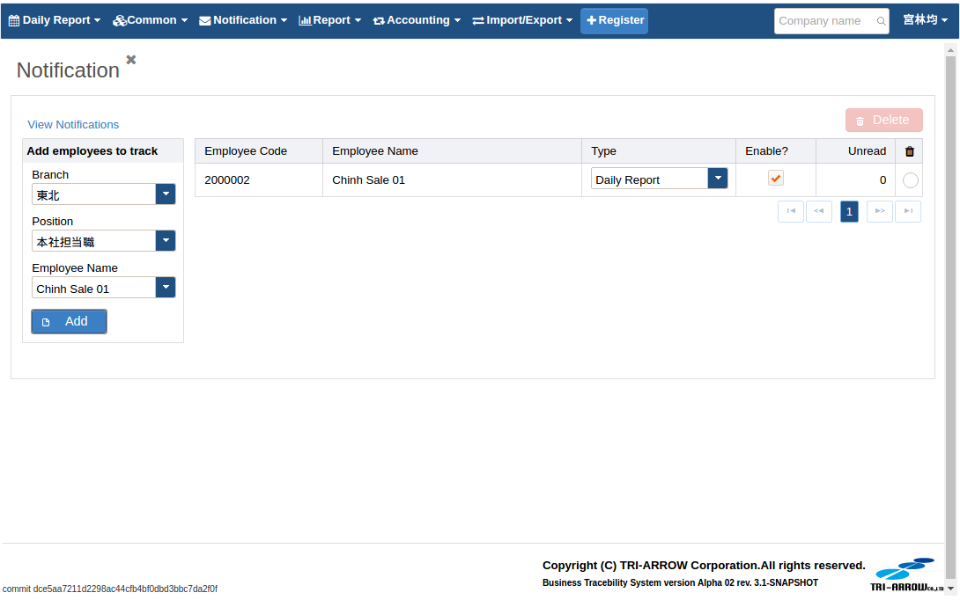 Daily Report Common Notification Report Accounting Import/Export Register Company name 宮林均
Notification
Delete
View Notifications
Add employees to track
Branch
東北
Position
本社担当職
Employee Name
Chinh Sale 01
Add
Employee Code Employee Name Type Enable? Unread
2000002 Chinh Sale 01 Daily Report 0
1
Copyright (C) TRI-ARROW Corporation.All rights reserved.
Business Tracebility System version Alpha 02 rev. 3.1-SNAPSHOT
TRI-ARROW CO.,LTD
commit dce5aa7211d2298ac44cfb4bf0dbd3bbc7da2f0f